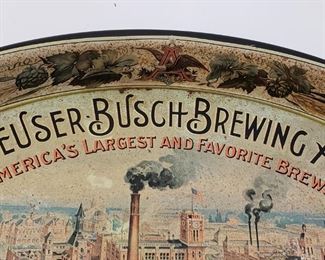 A
EUSER-BUSCH-BREWING A
MERICA'S LARGEST AND FAVORITE BREW